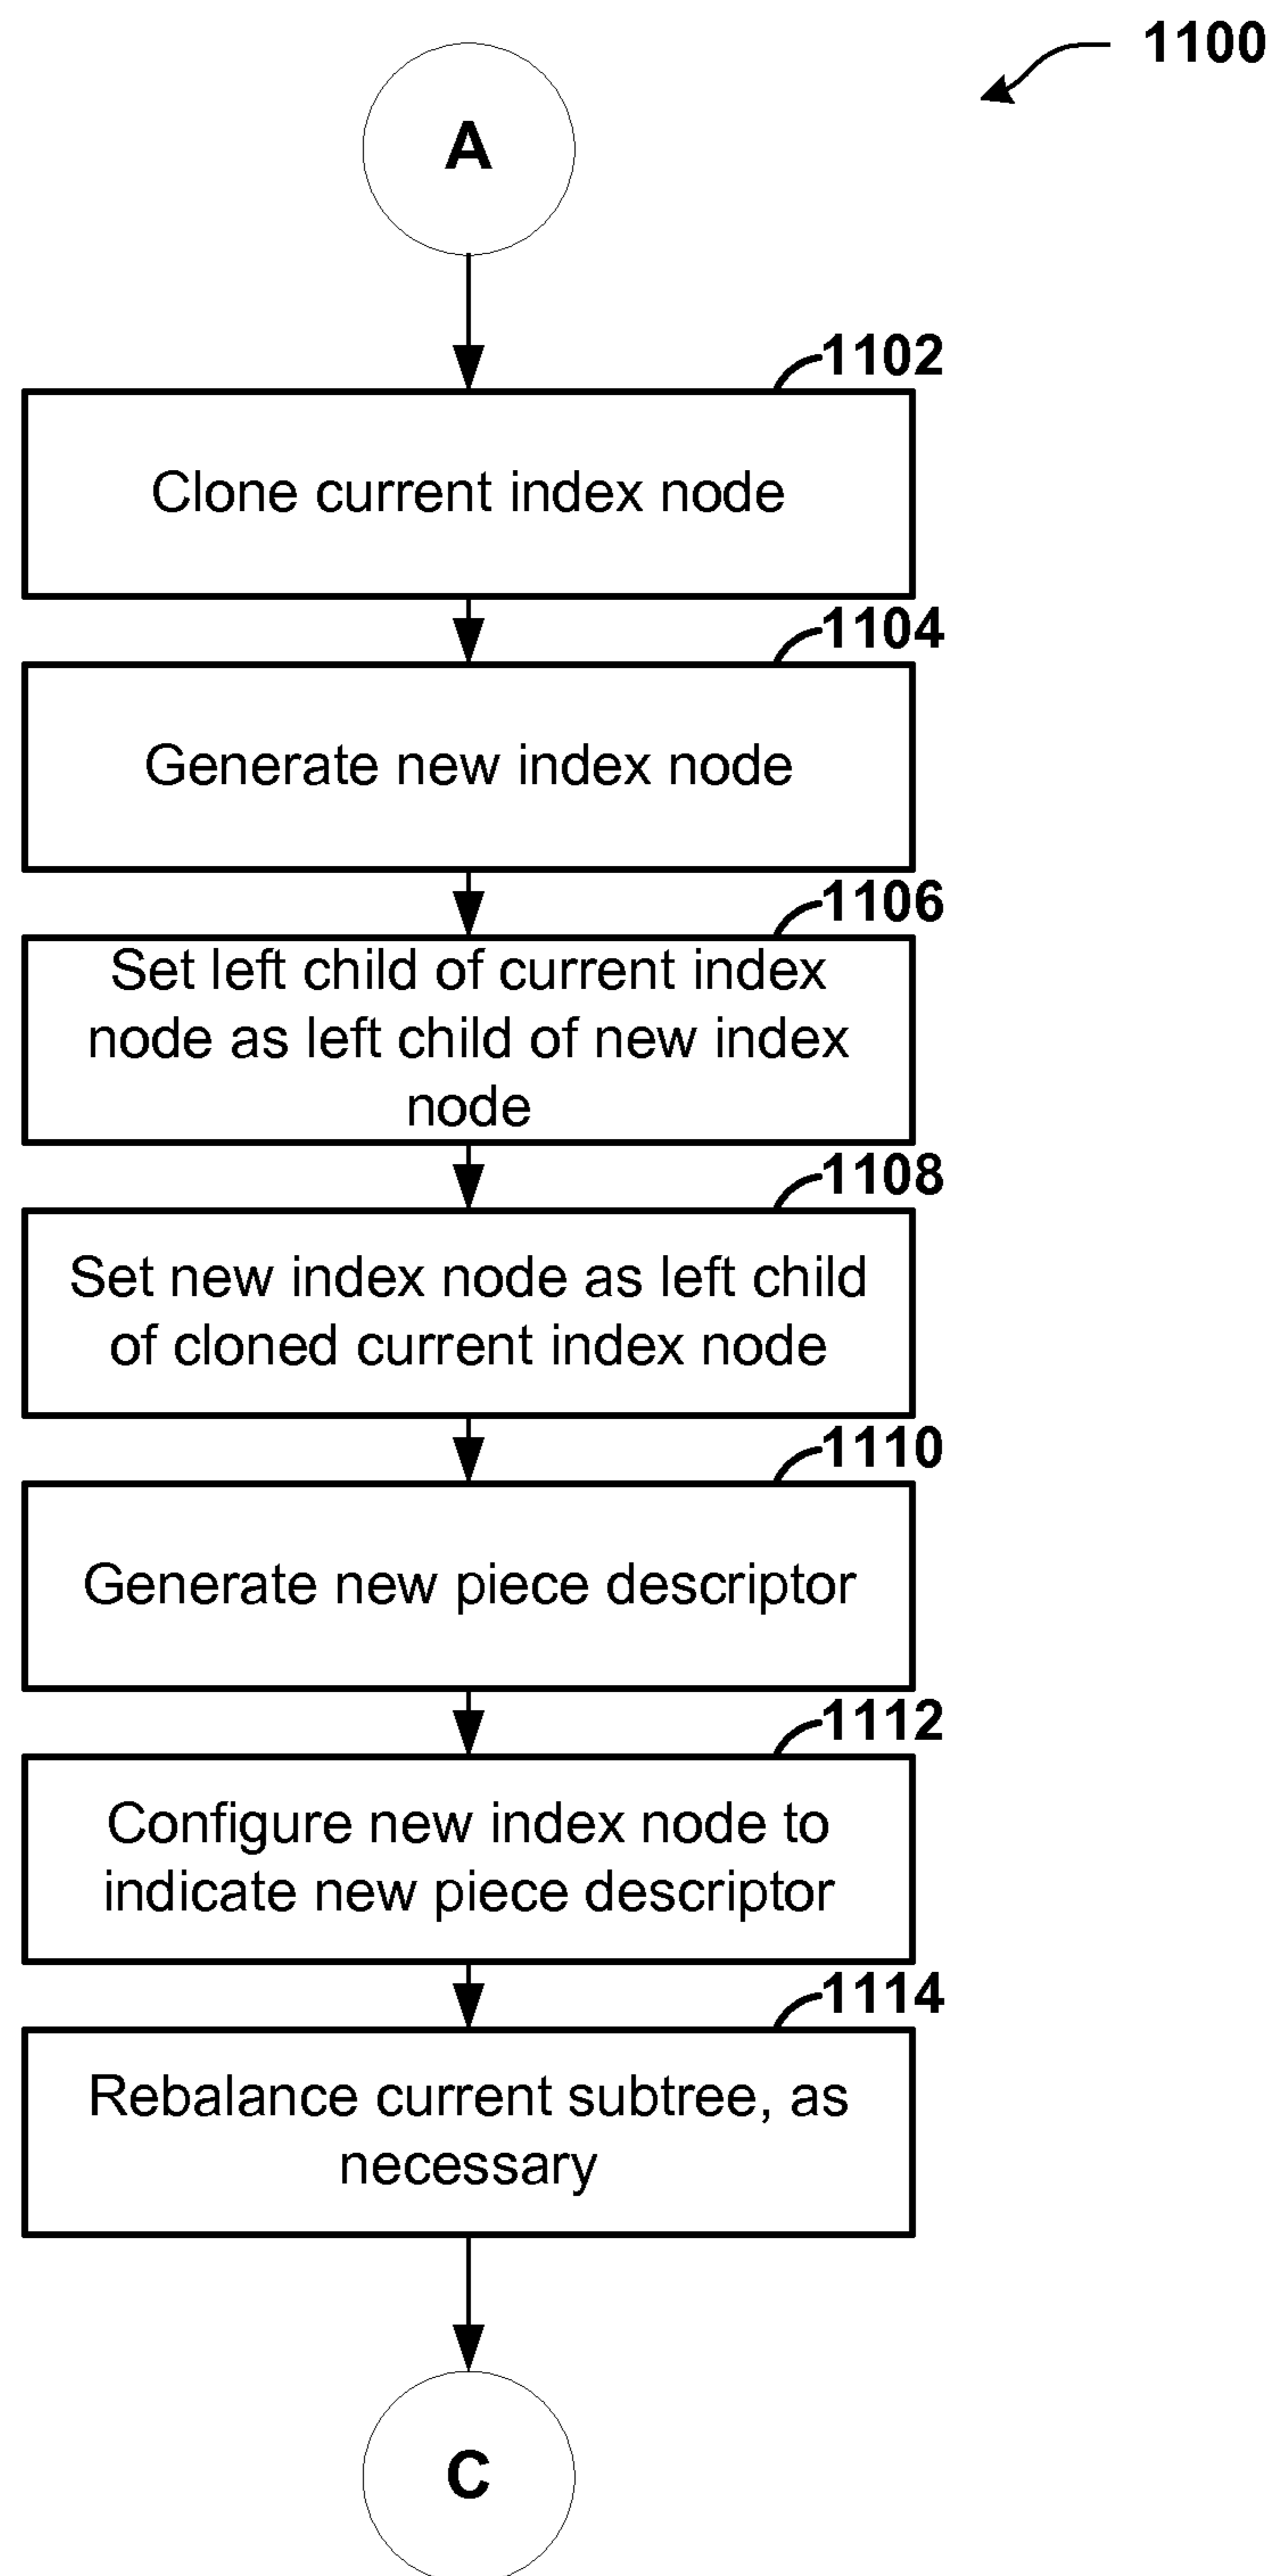 1100
A
1102
Clone current index node
1104
Generate new index node
1106
Set left child of current index
node as left child of new index
node
1108
Set new index node as left child
of cloned current index node
1110
Generate new piece descriptor
1112
Configure new index node to
indicate new piece descriptor
1114
Rebalance current subtree, as
necessary
C